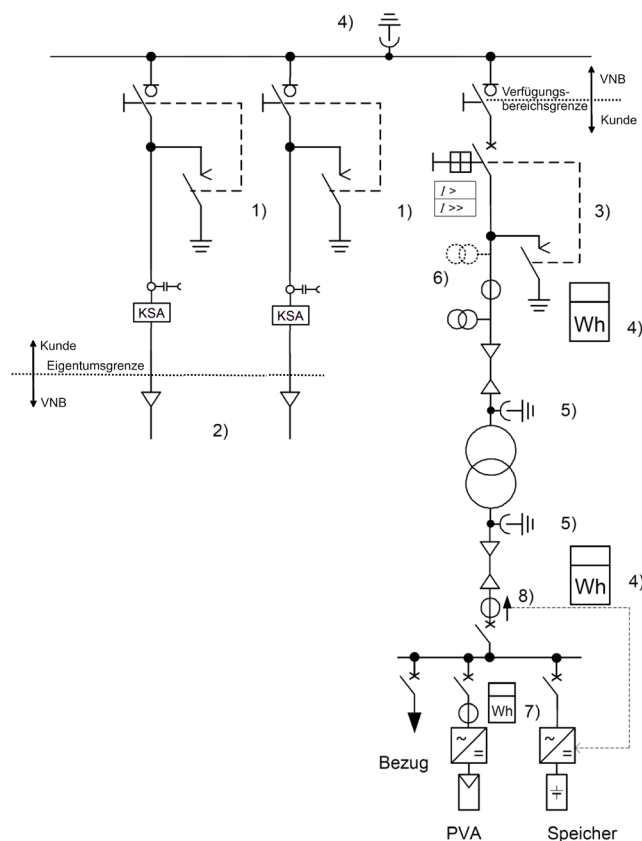 4)
VNB
Verfügungs-
bereichsgrenze
Kunde
1)
1)
I >
I >>
3)
6)
Wh
4)
KSA
KSA
Kunde
Eigentumsgrenze
VNB
2)
5)
5)
Wh
4)
8)
Wh
7)
~
=
~
=
Bezug
PVA
Speicher